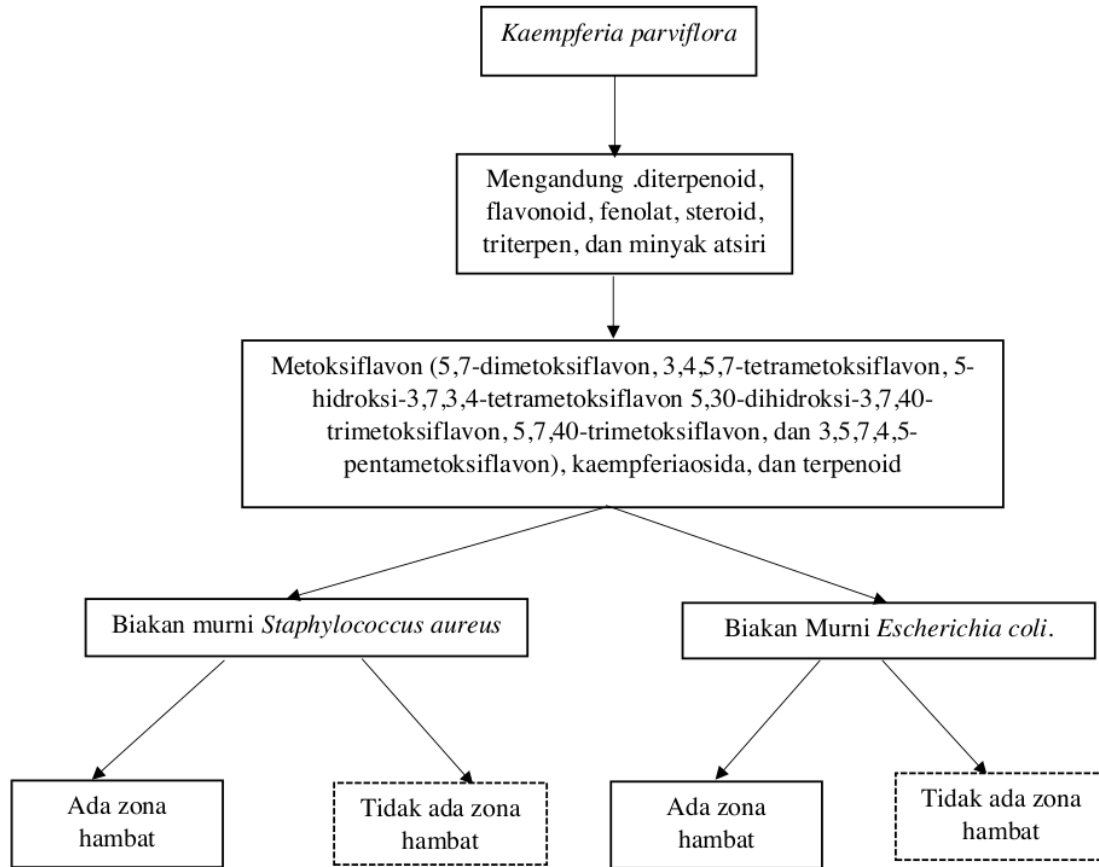 Kaempferia parviflora
Mengandung .diterpenoid,
flavonoid, fenolat, steroid,
triterpen, dan minyak atsiri
Metoksiflavon (5,7-dimetoksiflavon, 3,4,5,7-tetrametoksiflavon, 5-
hidroksi-3,7,3,4-tetrametoksiflavon 5,30-dihidroksi-3,7,40-
trimetoksiflavon, 5,7,40-trimetoksiflavon, dan 3,5,7,4,5-
pentametoksiflavon), kaempferiaosida, dan terpenoid
Biakan murni Staphylococcus aureus
Biakan Murni Escherichia coli.
Ada zona
hambat
Tidak ada zona
hambat
Ada zona
hambat
Tidak ada zona
hambat